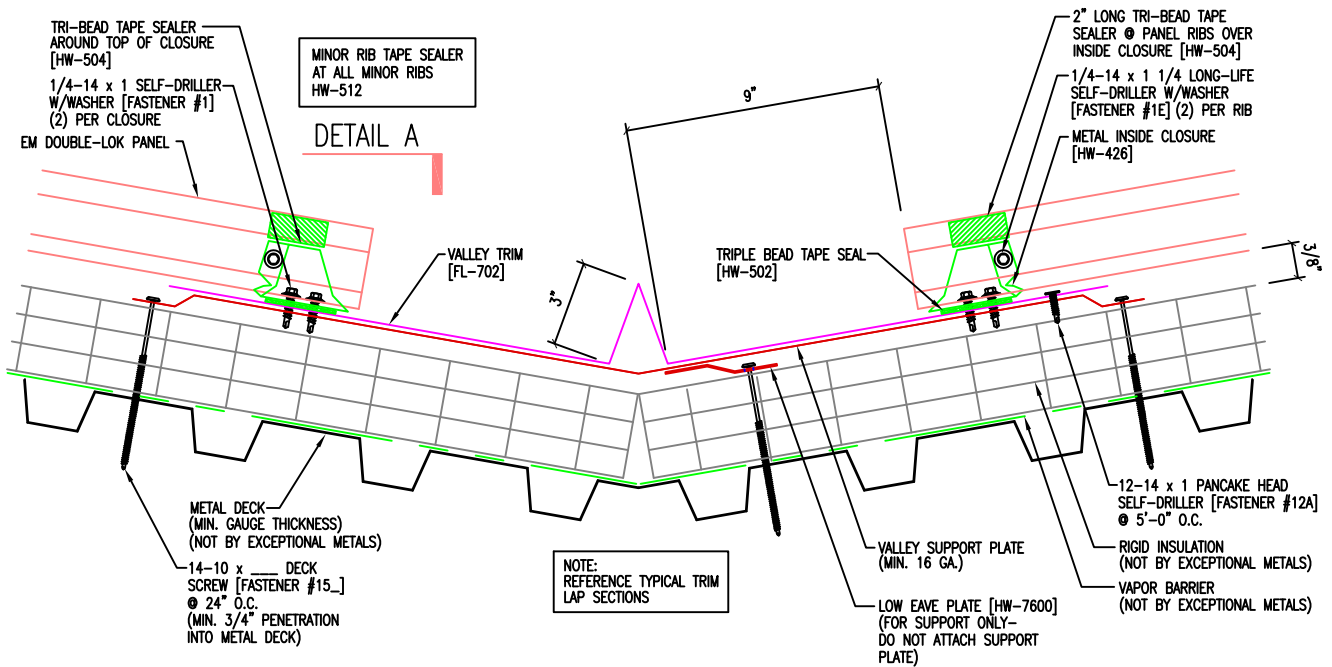 TRI-BEAD TAPE SEALER
AROUND TOP OF CLOSURE
[HW-504]
1/4-14 x 1 SELF-DRILLER
W/WASHER [FASTENER #1]
(2) PER CLOSURE
EM DOUBLE-LOK PANEL
MINOR RIB TAPE SEALER
AT ALL MINOR RIBS
HW-512
DETAIL A
9"
2" LONG TRI-BEAD TAPE
SEALER @ PANEL RIBS OVER
INSIDE CLOSURE [HW-504]
1/4-14 x 1 1/4 LONG-LIFE
SELF-DRILLER W/WASHER
[FASTENER #1E] (2) PER RIB
METAL INSIDE CLOSURE
[HW-426]
VALLEY TRIM
[FL-702]
3"
TRIPLE BEAD TAPE SEAL
[HW-502]
3/8"
METAL DECK
(MIN. GAUGE THICKNESS)
(NOT BY EXCEPTIONAL METALS)
14-10 x ___ DECK
SCREW [FASTENER #15_]
@ 24" O.C.
(MIN. 3/4" PENETRATION
INTO METAL DECK)
NOTE:
REFERENCE TYPICAL TRIM
LAP SECTIONS
VALLEY SUPPORT PLATE
(MIN. 16 GA.)
LOW EAVE PLATE [HW-7600]
(FOR SUPPORT ONLY-
DO NOT ATTACH SUPPORT
PLATE)
12-14 x 1 PANCAKE HEAD
SELF-DRILLER [FASTENER #12A]
@ 5'-0" O.C.
RIGID INSULATION
(NOT BY EXCEPTIONAL METALS)
VAPOR BARRIER
(NOT BY EXCEPTIONAL METALS)